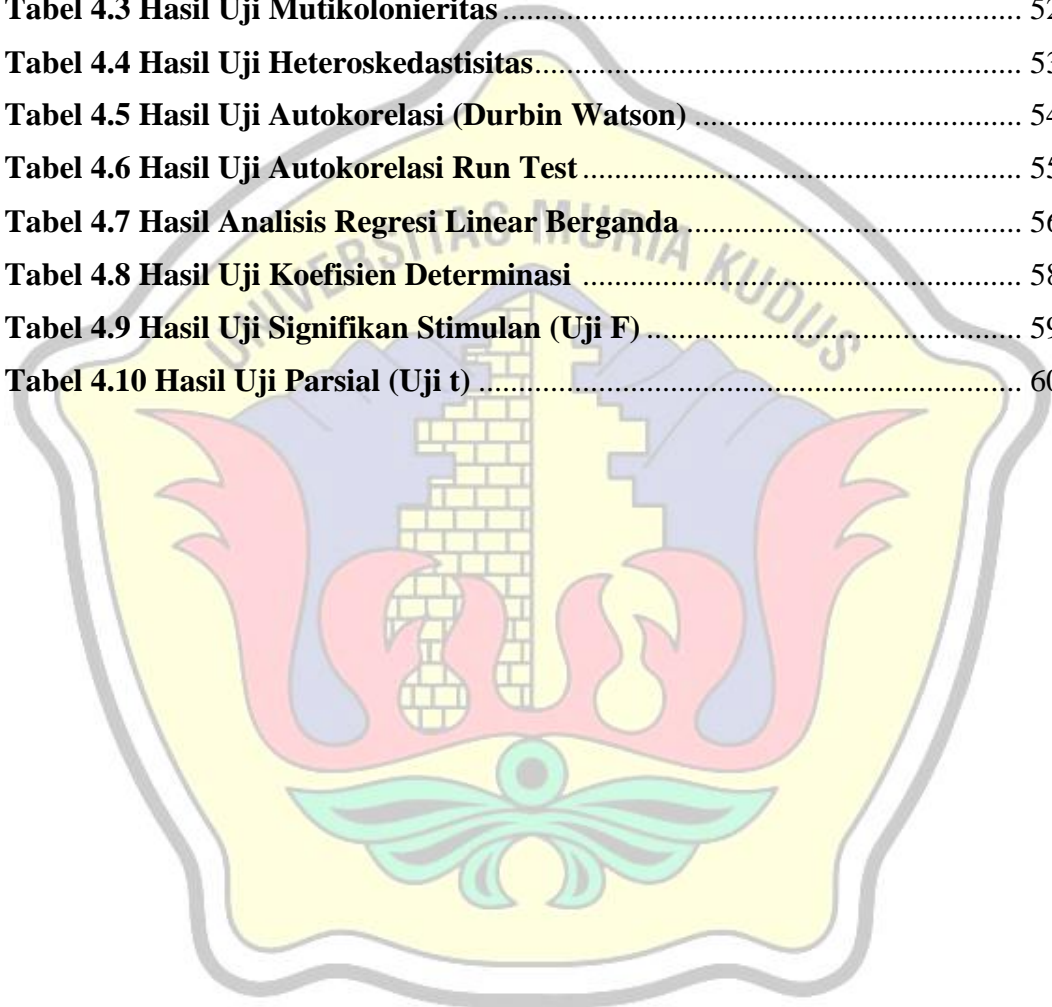 Tabel 4.3 Hasil Uji Mutikolonieritas ........ 52
Tabel 4.4 Hasil Uji Heteroskedastisitas ........ 53
Tabel 4.5 Hasil Uji Autokorelasi (Durbin Watson) ........ 54
Tabel 4.6 Hasil Uji Autokorelasi Run Test ........ 55
Tabel 4.7 Hasil Analisis Regresi Linear Berganda ........ 56
Tabel 4.8 Hasil Uji Koefisien Determinasi ........ 58
Tabel 4.9 Hasil Uji Signifikan Stimulan (Uji F) ........ 59
Tabel 4.10 Hasil Uji Parsial (Uji t) ........ 60
UNIVERSITAS MURIA KUDUS